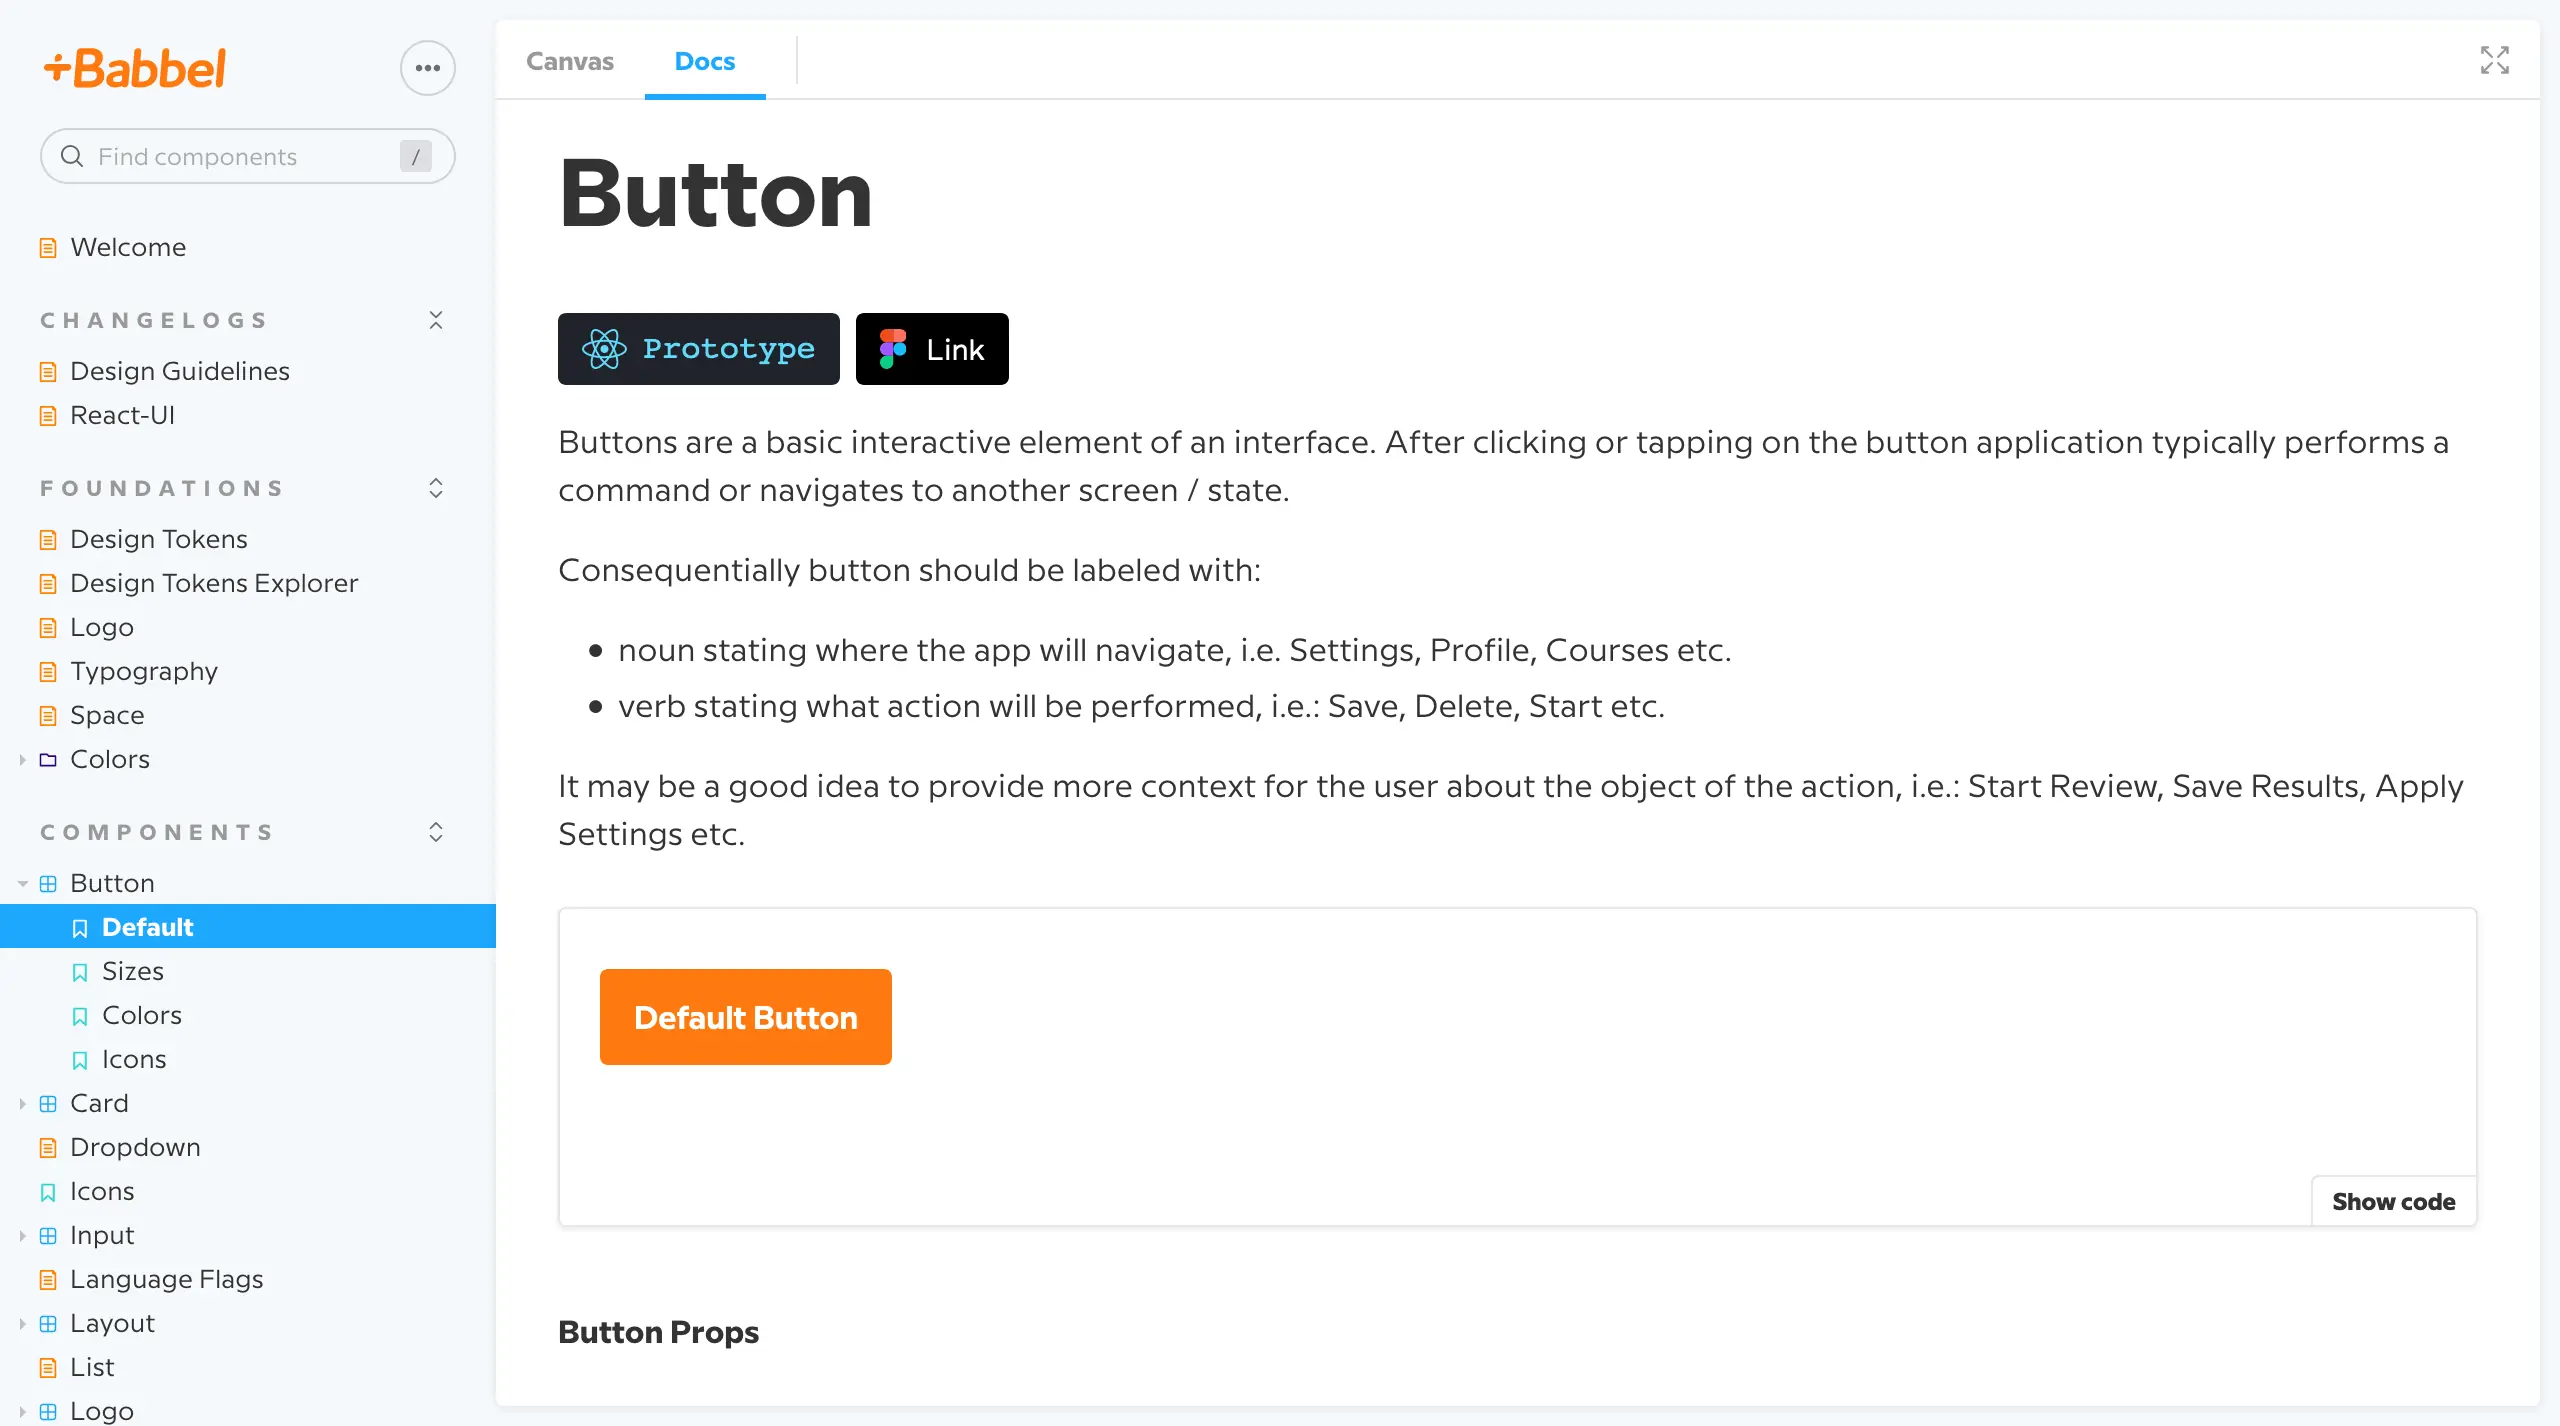 +Babbel
Find components
/
Welcome
CHANGELOGS
Design Guidelines
React-UI
FOUNDATIONS
Design Tokens
Design Tokens Explorer
Logo
Typography
Space
Colors
COMPONENTS
Button
Default
Sizes
Colors
Icons
Card
Dropdown
Icons
Input
Language Flags
Layout
List
Logo
Canvas
Docs
Button
Prototype
Link
Buttons are a basic interactive element of an interface. After clicking or tapping on the button application typically performs a
command or navigates to another screen / state.
Consequentially button should be labeled with:
• noun stating where the app will navigate, i.e. Settings, Profile, Courses etc.
• verb stating what action will be performed, i.e.: Save, Delete, Start etc.
It may be a good idea to provide more context for the user about the object of the action, i.e.: Start Review, Save Results, Apply
Settings etc.
Default Button
Show code
Button Props